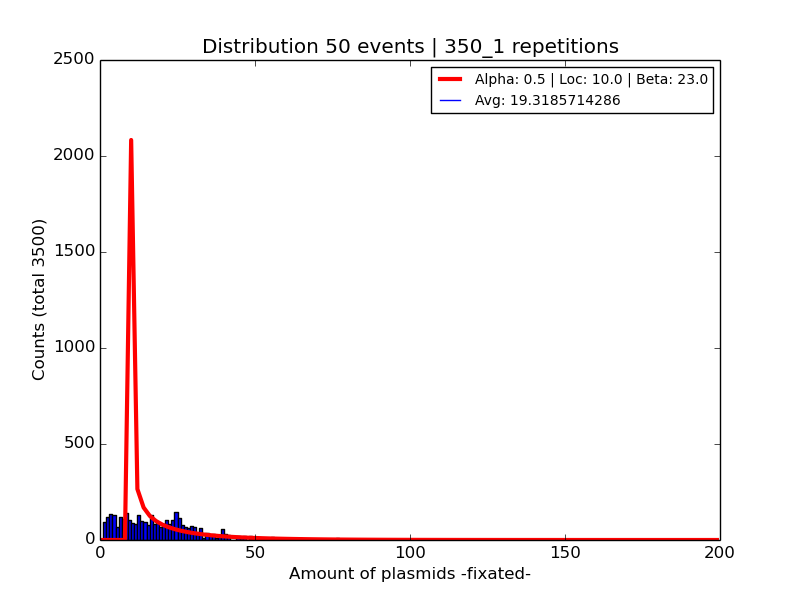 Distribution 50 events | 350_1 repetitions
2500
2000
1500
1000
500
0
Counts (total 3500)
Alpha: 0.5 | Loc: 10.0 | Beta: 23.0
Avg: 19.3185714286
0 50 100 150 200
Amount of plasmids -fixated-